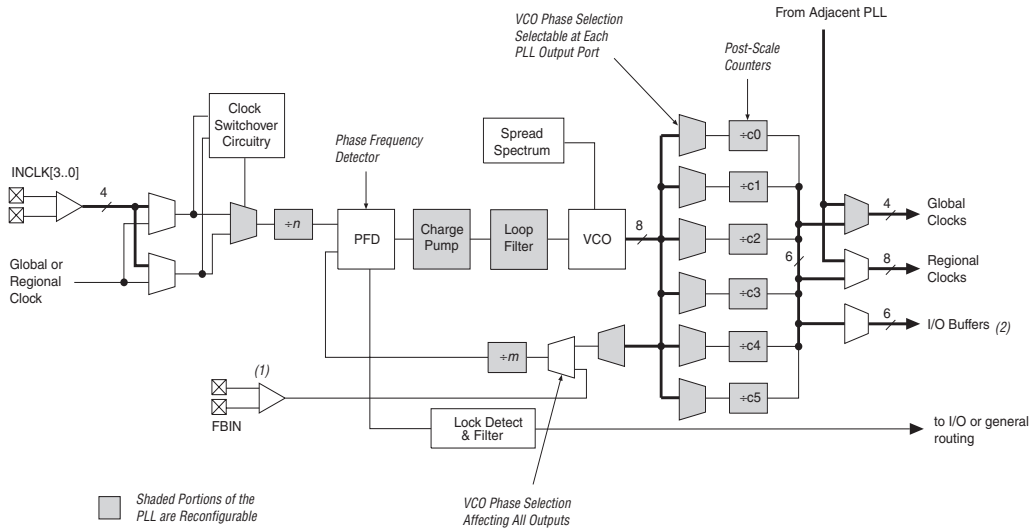 From Adjacent PLL
VCO Phase Selection
Selectable at Each
PLL Output Port
Post-Scale
Counters
Clock
Switchover
Circuitry
Phase Frequency
Detector
Spread
Spectrum
INCLK[3..0]
4
÷n
PFD
Charge
Pump
Loop
Filter
VCO
8
÷c0
÷c1
÷c2
6
÷c3
÷c4
÷c5
4
Global
Clocks
8
Regional
Clocks
6
I/O Buffers (2)
Global or
Regional
Clock
÷m
(1)
FBIN
Lock Detect
& Filter
to I/O or general
routing
Shaded Portions of the
PLL are Reconfigurable
VCO Phase Selection
Affecting All Outputs